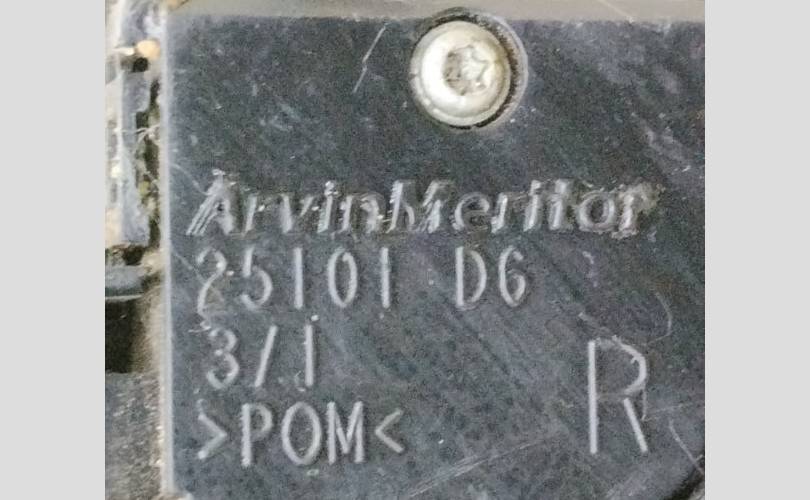 ArvinMeritor
25101 D6
3/1
>POM<
R